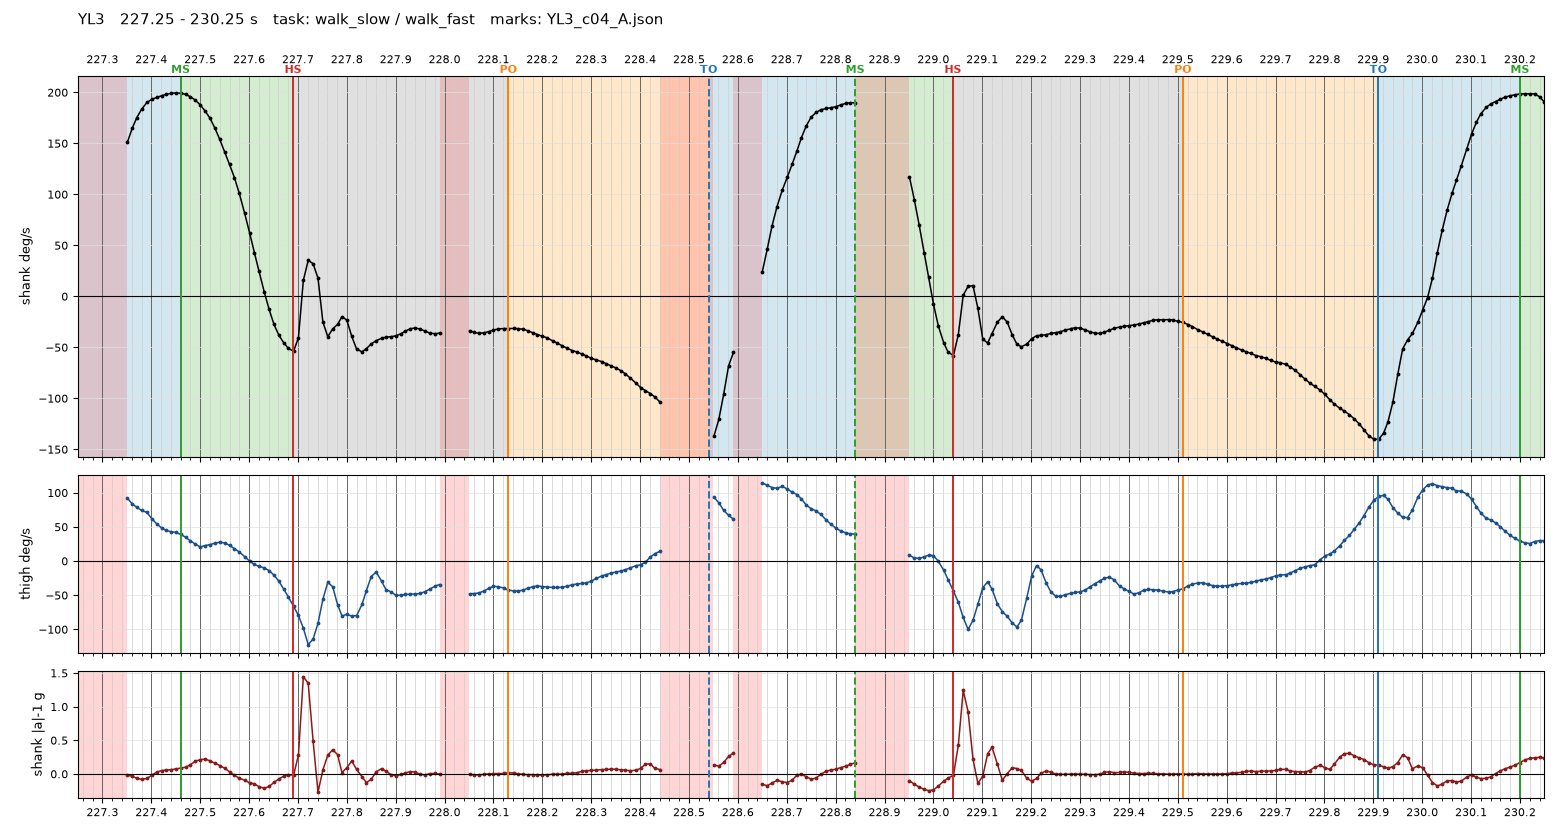 YL3   227.25 - 230.25 s   task: walk_slow / walk_fast   marks: YL3_c04_A.json
227.3 227.4 227.5 227.6 227.7 227.8 227.9 228.0 228.1 228.2 228.3 228.4 228.5 228.6 228.7 228.8 228.9 229.0 229.1 229.2 229.3 229.4 229.5 229.6 229.7 229.8 229.9 230.0 230.1 230.2
MS HS PO TO MS HS PO TO MS
shank deg/s
200
150
100
50
0
−50
−100
−150
thigh deg/s
100
50
0
−50
−100
shank |a|-1 g
1.5
1.0
0.5
0.0
227.3 227.4 227.5 227.6 227.7 227.8 227.9 228.0 228.1 228.2 228.3 228.4 228.5 228.6 228.7 228.8 228.9 229.0 229.1 229.2 229.3 229.4 229.5 229.6 229.7 229.8 229.9 230.0 230.1 230.2